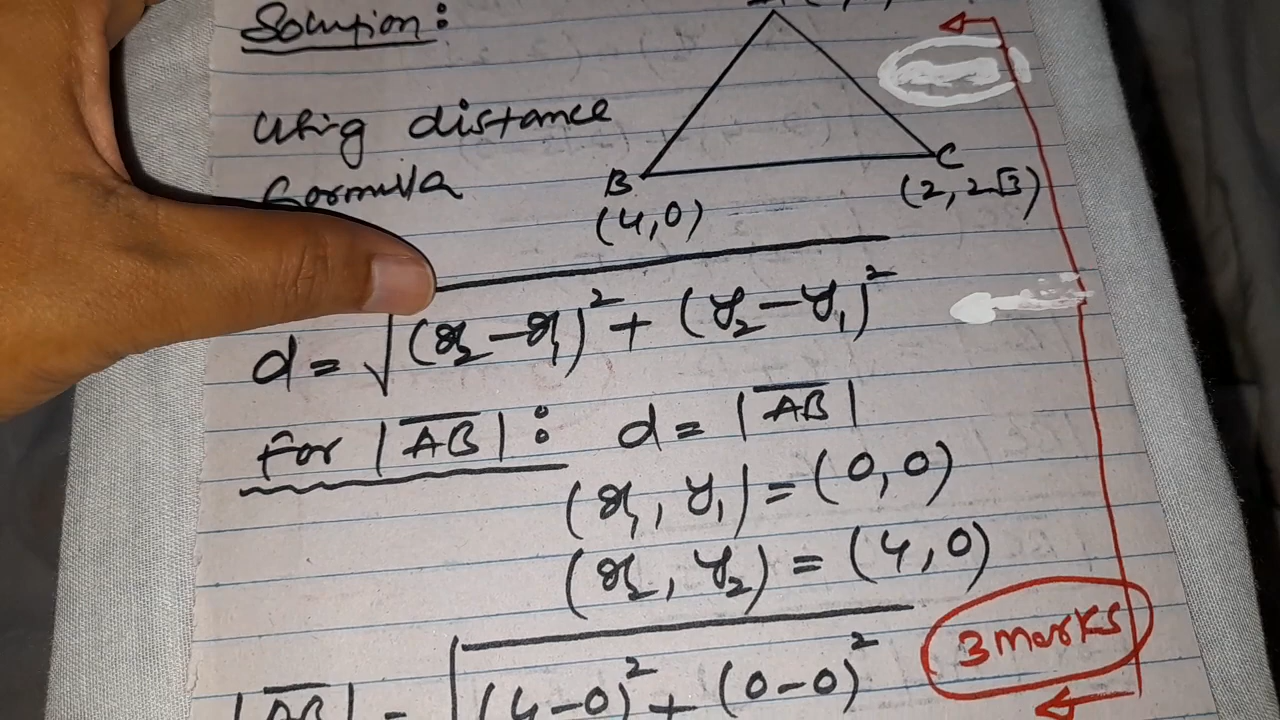 Solution:
Using distance
formula
B
C
(4,0)
(2, 2√3)
d = √(x₂-x₁)² + (y₂-y₁)²
For |AB| : d = |AB|
(x₁, y₁) = (0,0)
(x₂, y₂) = (4,0)
3 marks
|AB| = √(4-0)² + (0-0)²